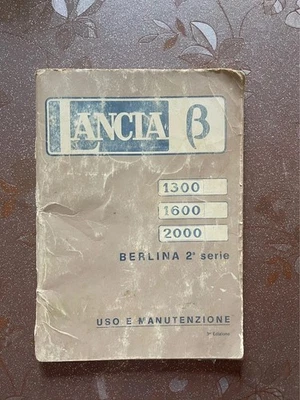 LANCIA β
1300
1600
2000
BERLINA 2ª serie
USO E MANUTENZIONE